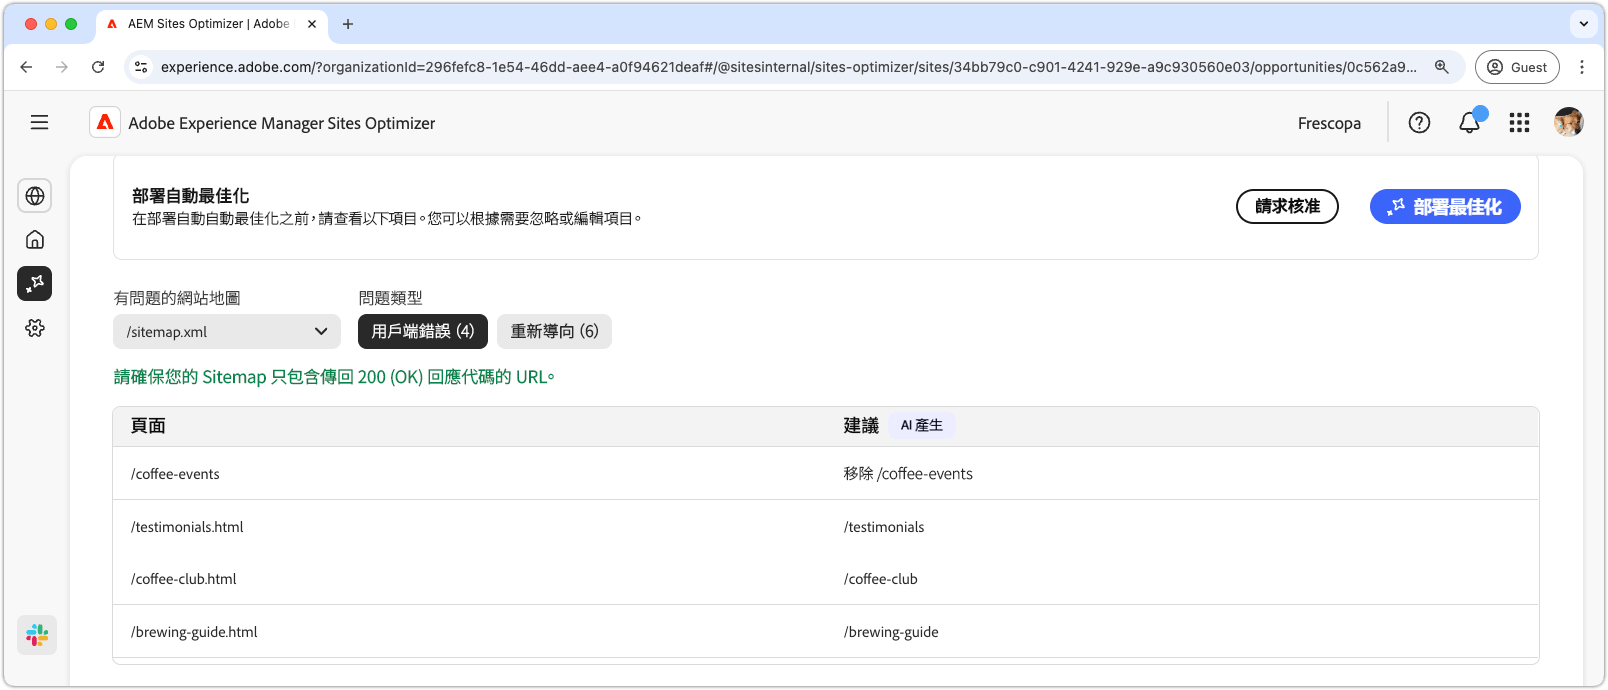 AEM Sites Optimizer | Adobe
experience.adobe.com/?organizationId=296fefc8-1e54-46dd-aee4-a0f94621deaf#/@sitesinternal/sites-optimizer/sites/34bb79c0-c901-4241-929e-a9c930560e03/opportunities/0c562a9...
Guest
Adobe Experience Manager Sites Optimizer
Frescopa
部署自動最佳化
在部署自動自動最佳化之前，請查看以下項目。您可以根據需要忽略或編輯項目。
請求核准
部署最佳化
有問題的網站地圖
問題類型
/sitemap.xml
用戶端錯誤 (4)
重新導向 (6)
請確保您的 Sitemap 只包含傳回 200 (OK) 回應代碼的 URL。
頁面
建議
AI 產生
/coffee-events
移除 /coffee-events
/testimonials.html
/testimonials
/coffee-club.html
/coffee-club
/brewing-guide.html
/brewing-guide